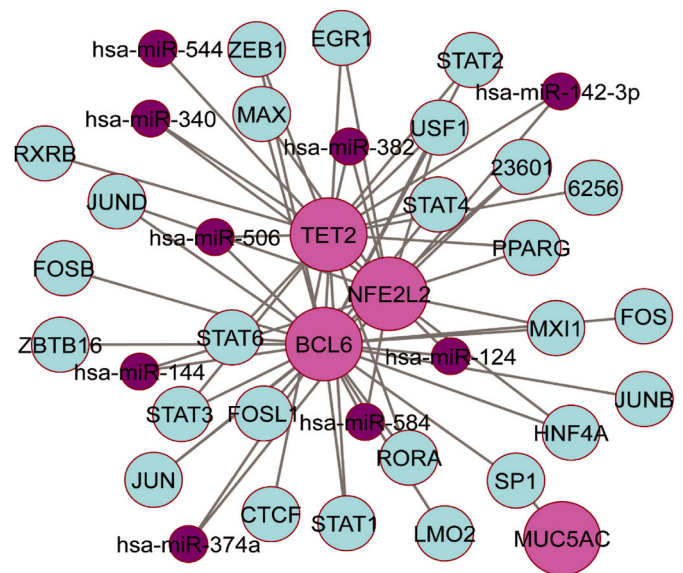 EGR1
hsa-miR-544
ZEB1
STAT2
hsa-miR-142-3p
hsa-miR-340
MAX
USF1
hsa-miR-382
RXRB
23601
6256
JUND
STAT4
hsa-miR-506
TET2
PPARG
FOSB
NFE2L2
FOS
ZBTB16
STAT6
BCL6
MXI1
hsa-miR-144
hsa-miR-124
JUNB
STAT3
FOSL1
hsa-miR-584
HNF4A
RORA
JUN
SP1
CTCF
STAT1
LMO2
MUC5AC
hsa-miR-374a